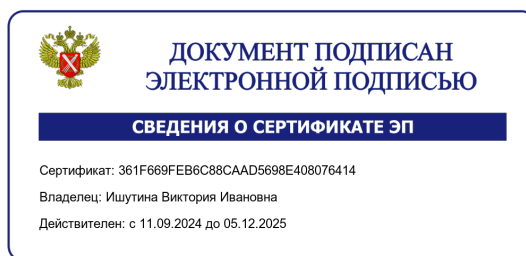 ДОКУМЕНТ ПОДПИСАН
ЭЛЕКТРОННОЙ ПОДПИСЬЮ
СВЕДЕНИЯ О СЕРТИФИКАТЕ ЭП
Сертификат: 361F669FEB6C88CAAD5698E408076414
Владелец: Ишутина Виктория Ивановна
Действителен: с 11.09.2024 до 05.12.2025